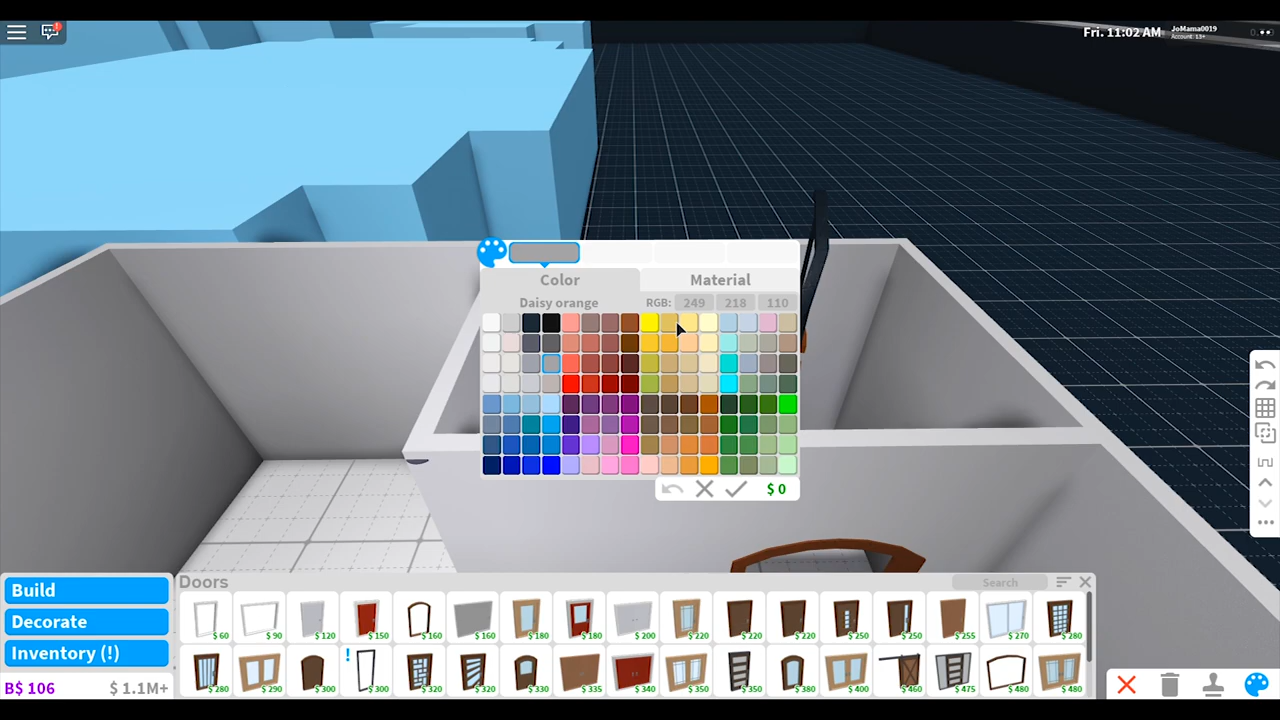 Fri. 11:02 AM
JoMama0019
Account: 13+
Color
Material
Daisy orange
RGB: 249 218 110
$ 0
Build
Decorate
Inventory (!)
B$ 106
$ 1.1M+
Doors
Search
$ 60
$ 90
$ 120
$ 150
$ 160
$ 160
$ 180
$ 180
$ 200
$ 220
$ 220
$ 220
$ 250
$ 250
$ 255
$ 270
$ 280
$ 280
$ 290
$ 300
! $ 300
$ 320
$ 320
$ 330
$ 335
$ 340
$ 350
$ 350
$ 380
$ 400
$ 460
$ 475
$ 480
$ 480